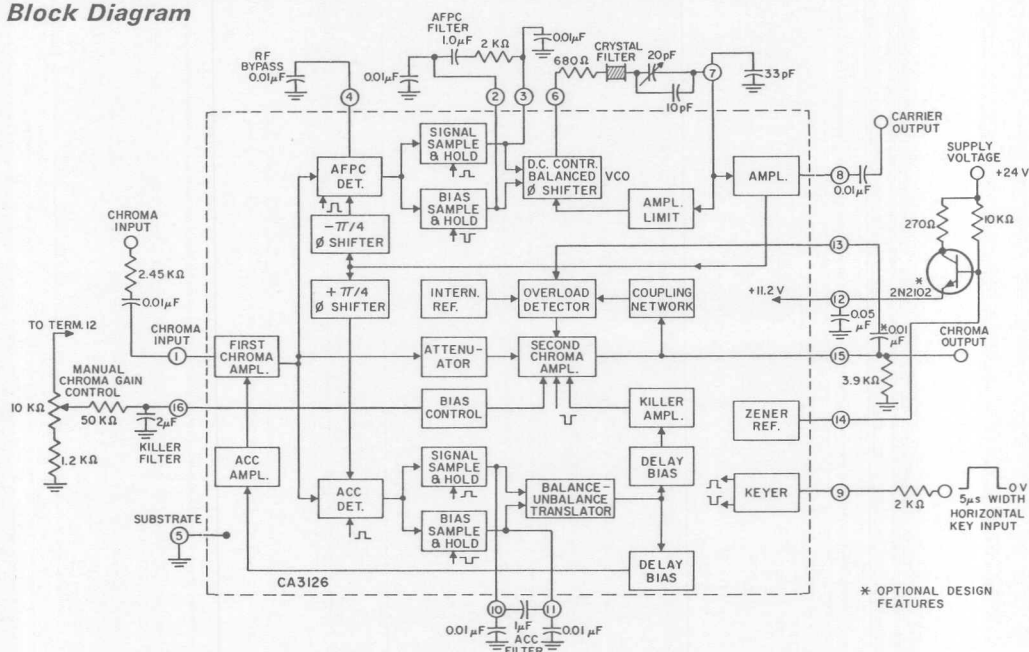 Block Diagram
AFPC
FILTER
1.0µF
2 KΩ
0.01µF
RF
BYPASS
0.01µF
0.01µF
680Ω
CRYSTAL
FILTER
20pF
10pF
33pF
4
2
3
6
7
CARRIER
OUTPUT
SIGNAL
SAMPLE
& HOLD
AFPC
DET.
BIAS
SAMPLE
& HOLD
D.C. CONTR.
BALANCED
Ø SHIFTER
VCO
AMPL.
LIMIT
AMPL.
8
0.01µF
SUPPLY
VOLTAGE
+24 V
270Ω
10KΩ
CHROMA
INPUT
2.45 KΩ
0.01µF
-π/4
Ø SHIFTER
+π/4
Ø SHIFTER
INTERN.
REF.
OVERLOAD
DETECTOR
COUPLING
NETWORK
13
+11.2 V
12
* 2N2102
0.05
µF
*0.01
µF
CHROMA
OUTPUT
TO TERM. 12
CHROMA
INPUT
1
FIRST
CHROMA
AMPL.
ATTENU-
ATOR
SECOND
CHROMA
AMPL.
15
3.9KΩ
MANUAL
CHROMA GAIN
CONTROL
10 KΩ
50KΩ
16
2µF
KILLER
FILTER
1.2KΩ
BIAS
CONTROL
KILLER
AMPL.
ZENER
REF.
14
ACC
AMPL.
ACC
DET.
SIGNAL
SAMPLE
& HOLD
BIAS
SAMPLE
& HOLD
BALANCE-
UNBALANCE
TRANSLATOR
DELAY
BIAS
DELAY
BIAS
KEYER
9
2 KΩ
0V
5µs WIDTH
HORIZONTAL
KEY INPUT
SUBSTRATE
5
CA3126
10
11
0.01µF
1µF
ACC
FILTER
0.01µF
* OPTIONAL DESIGN
FEATURES